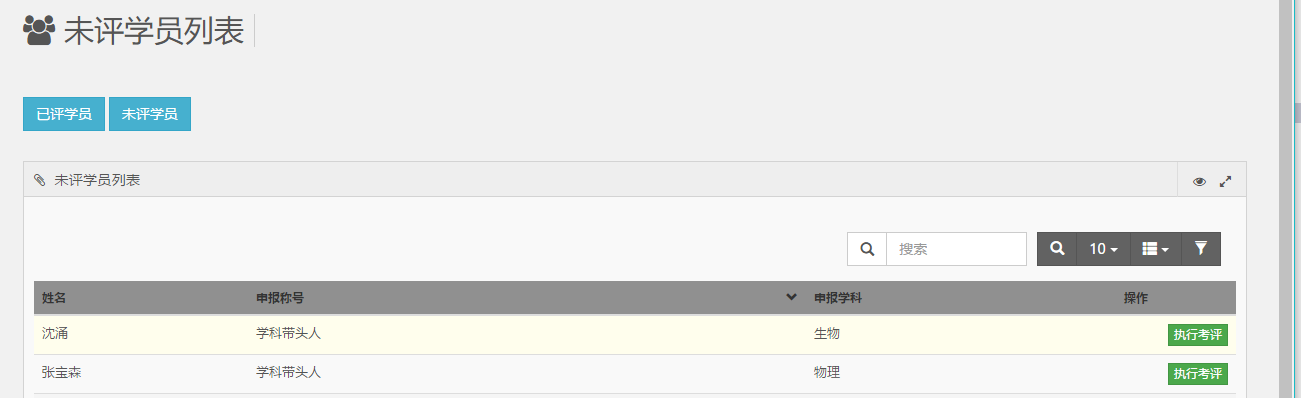 未评学员列表
已评学员 未评学员
未评学员列表
搜索 10
姓名 申报称号 申报学科 操作
沈涌 学科带头人 生物 执行考评
张宝森 学科带头人 物理 执行考评